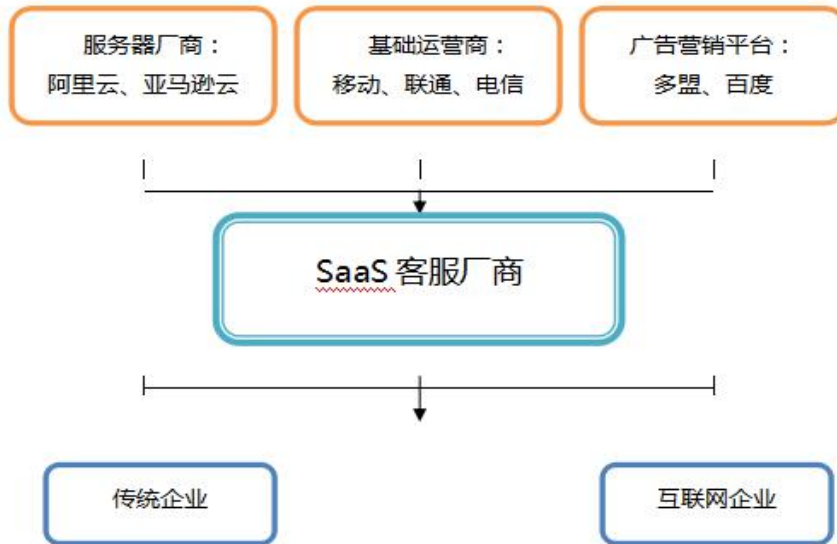 服务器厂商：
阿里云、亚马逊云
基础运营商：
移动、联通、电信
广告营销平台：
多盟、百度
SaaS 客服厂商
传统企业
互联网企业